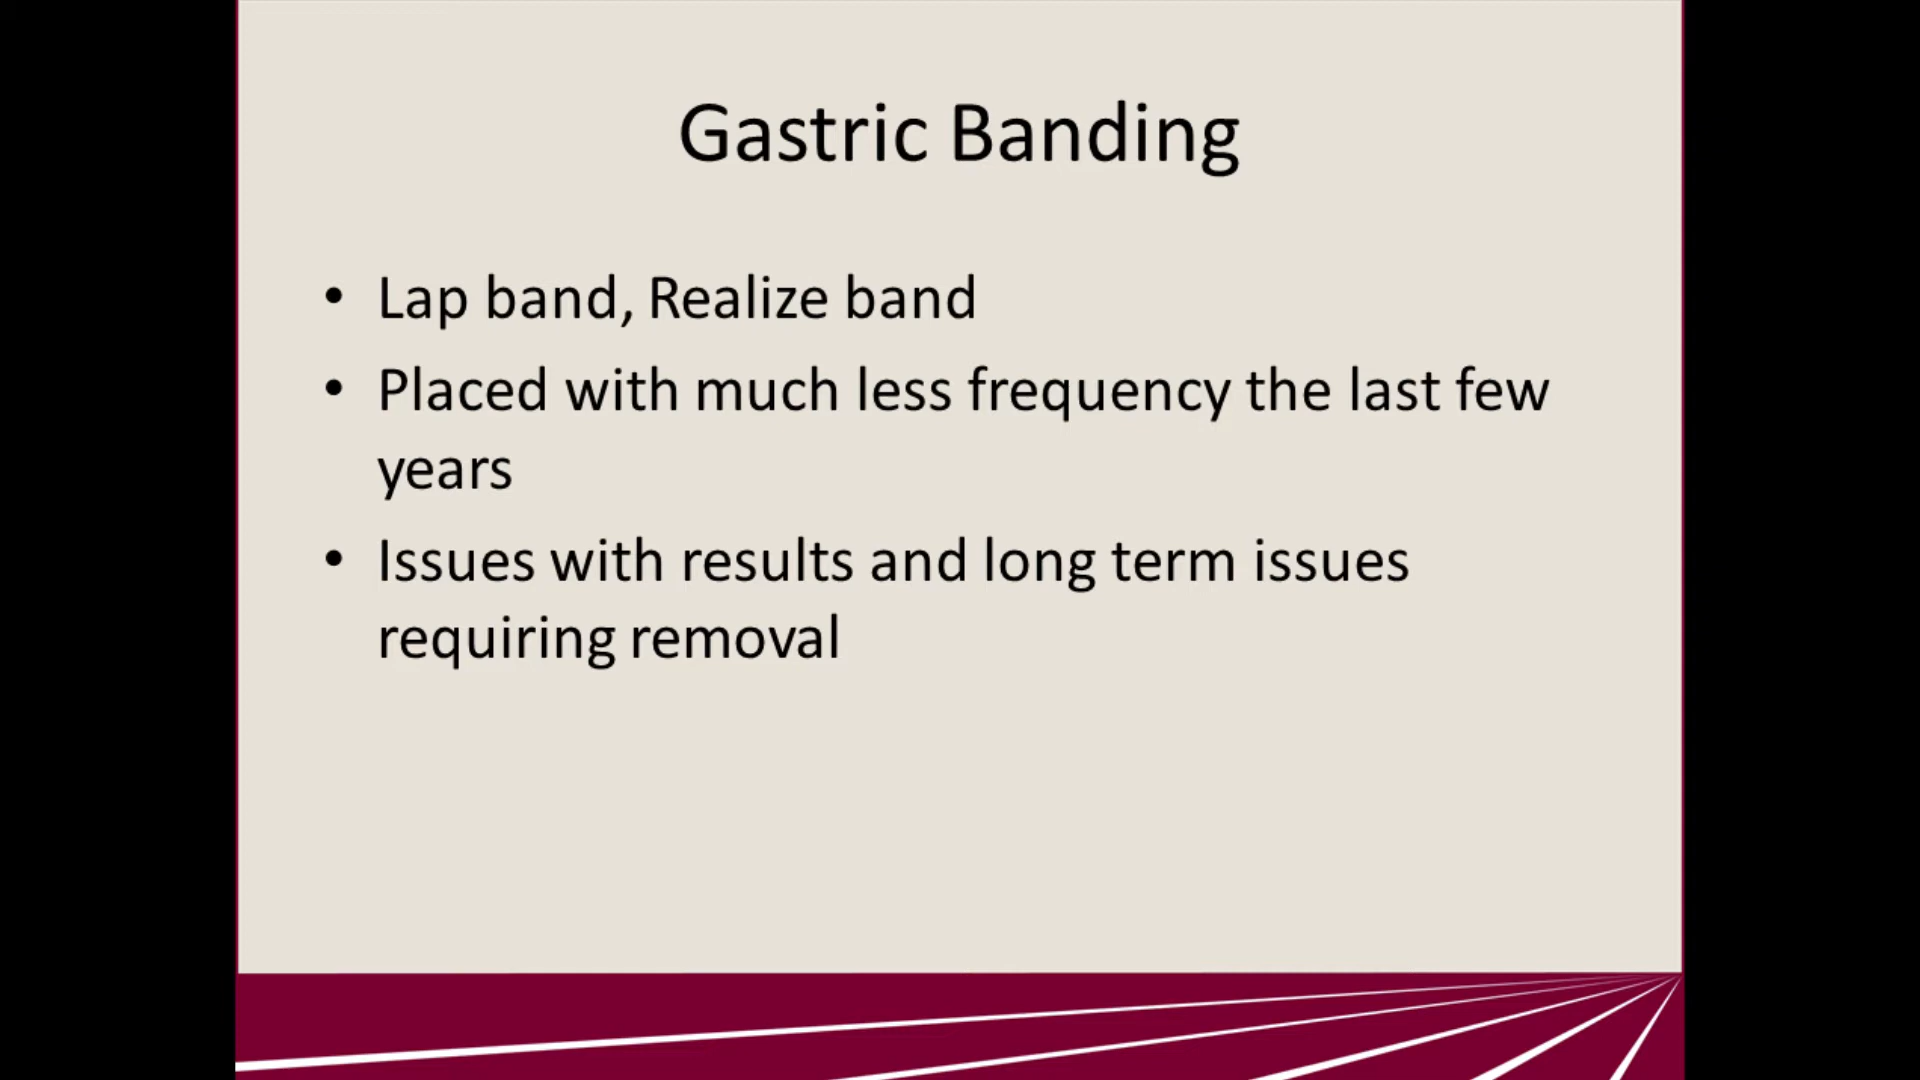 Gastric Banding
• Lap band, Realize band
• Placed with much less frequency the last few
years
• Issues with results and long term issues
requiring removal